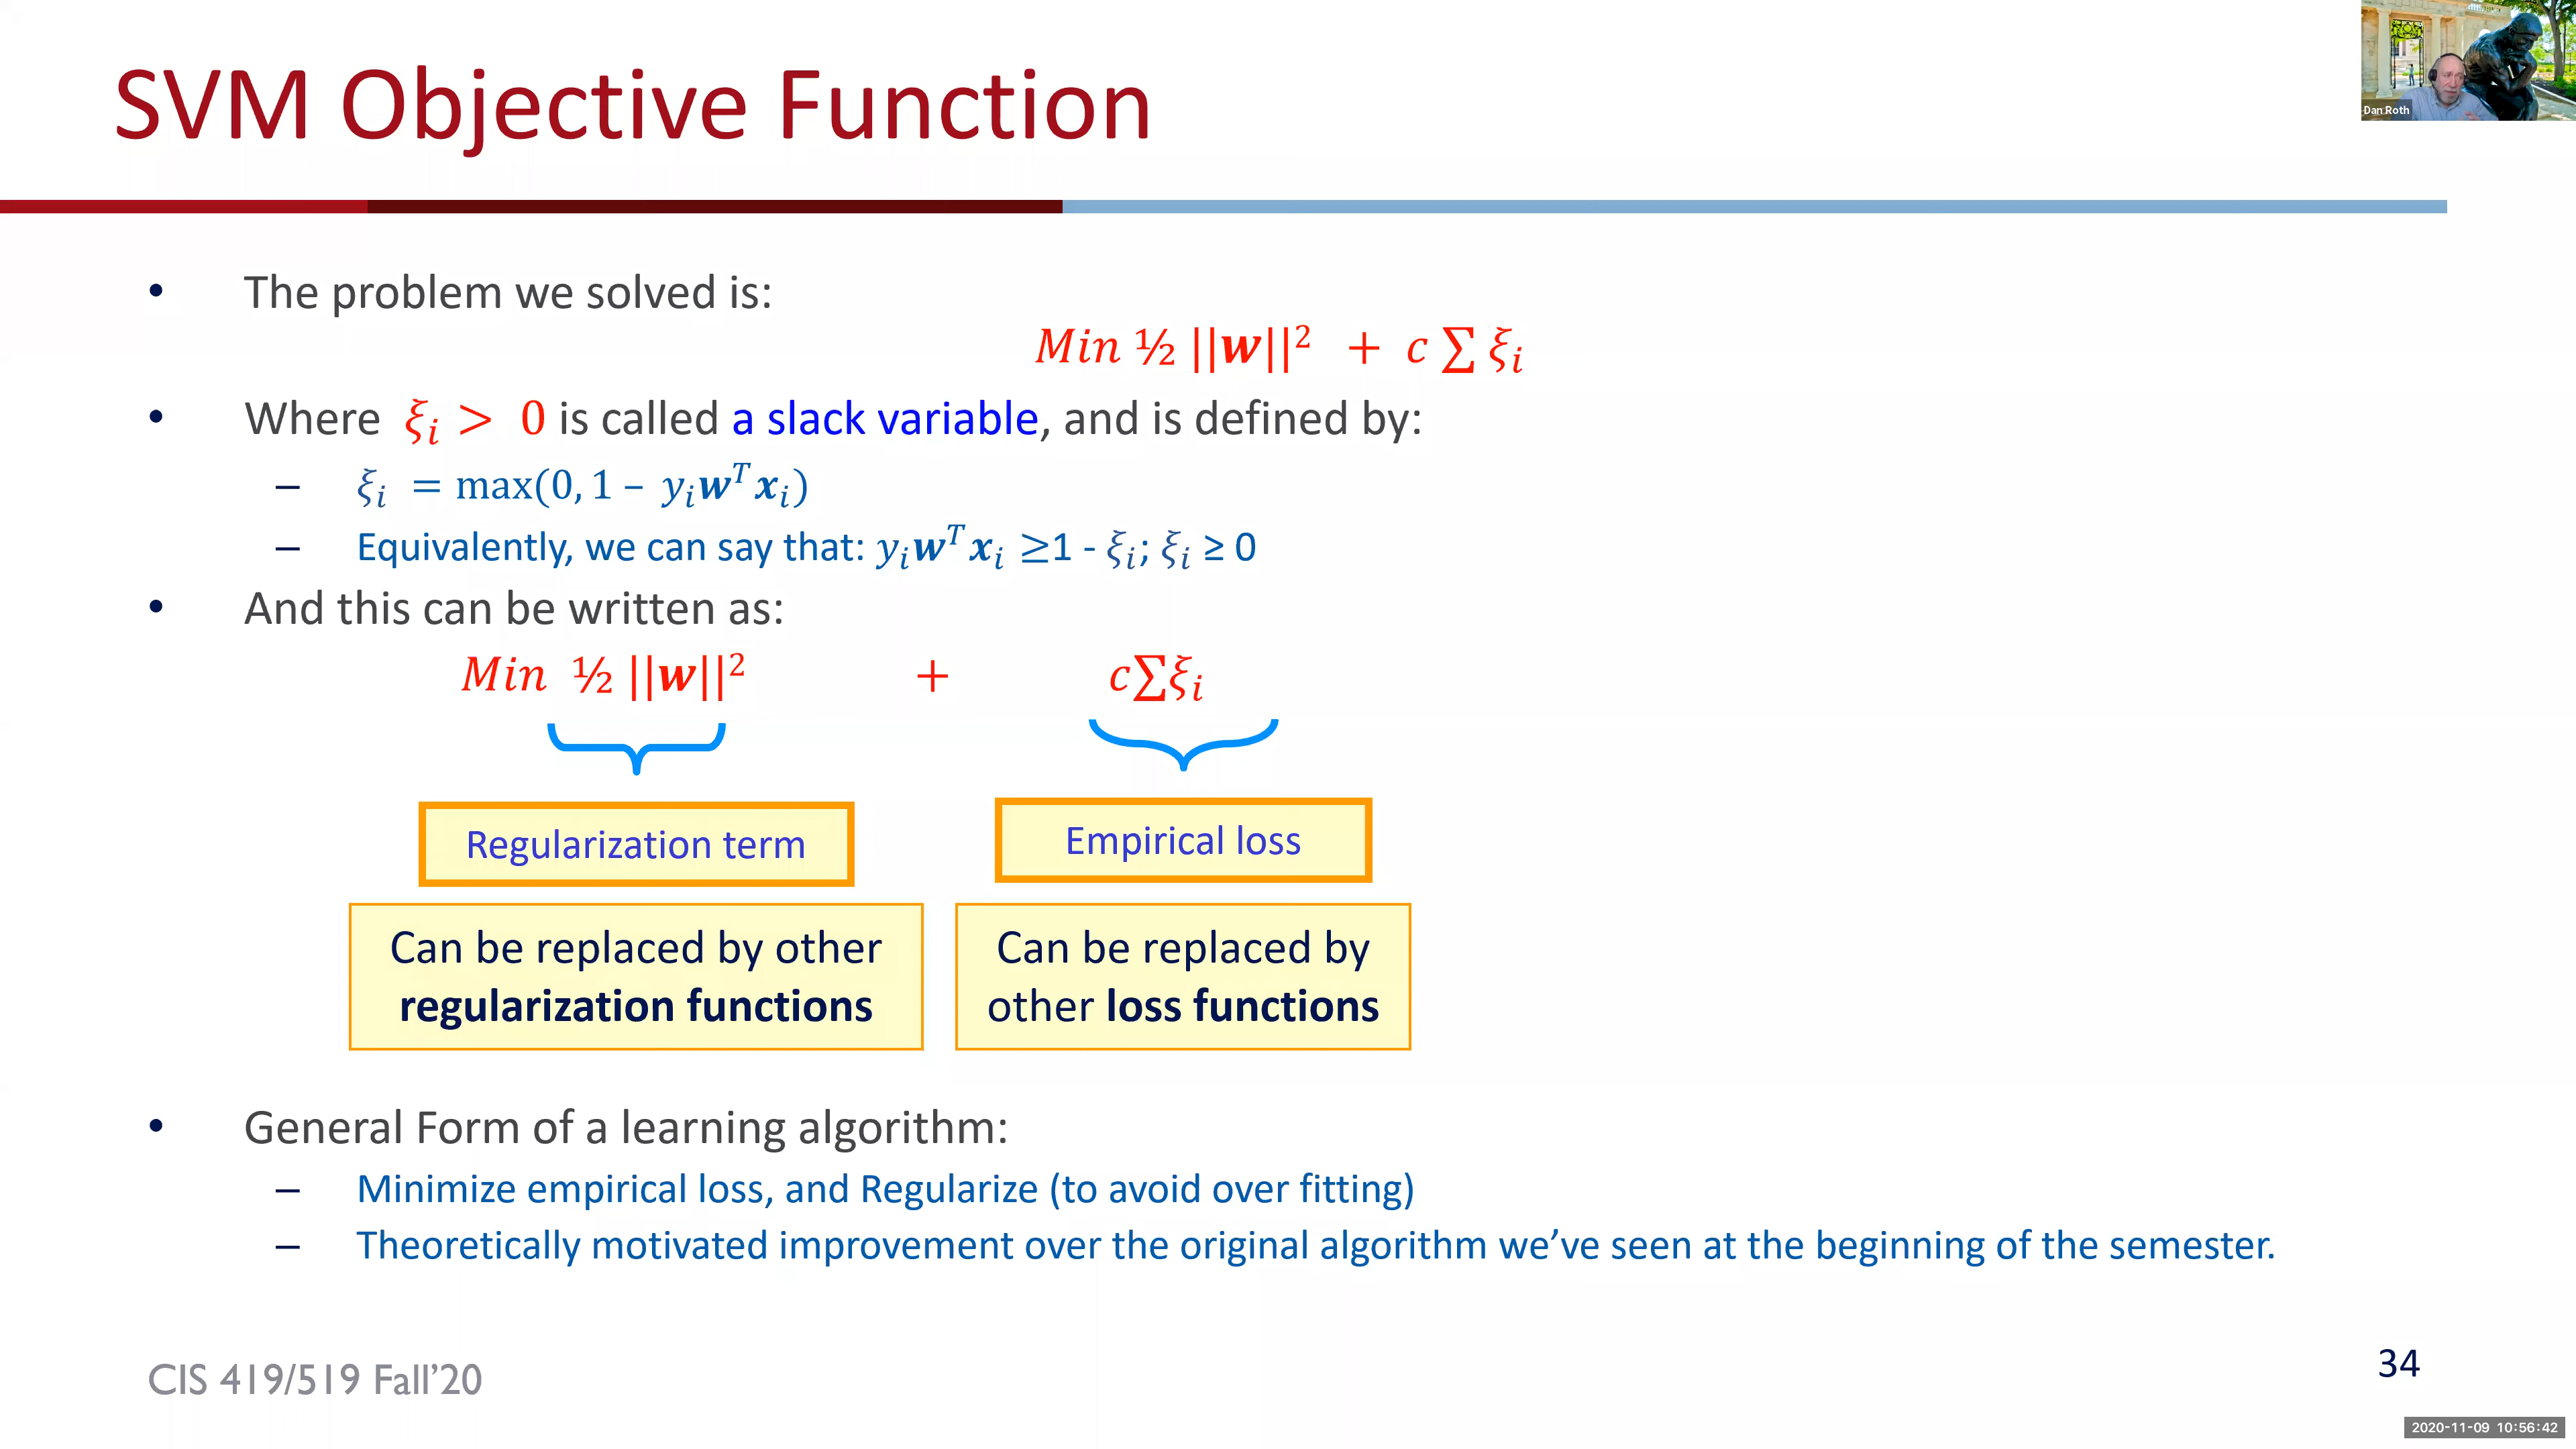 SVM Objective Function
-Dan Roth
• The problem we solved is:
Min ½ ||w||² + c ∑ ξᵢ
• Where ξᵢ > 0 is called a slack variable, and is defined by:
– ξᵢ = max(0, 1 – yᵢwᵀxᵢ)
– Equivalently, we can say that: yᵢwᵀxᵢ ≥1 - ξᵢ; ξᵢ ≥ 0
• And this can be written as:
Min ½ ||w||² + c∑ξᵢ
Regularization term
Empirical loss
Can be replaced by other
regularization functions
Can be replaced by
other loss functions
• General Form of a learning algorithm:
– Minimize empirical loss, and Regularize (to avoid over fitting)
– Theoretically motivated improvement over the original algorithm we’ve seen at the beginning of the semester.
CIS 419/519 Fall’20
34
2020-11-09 10:56:42